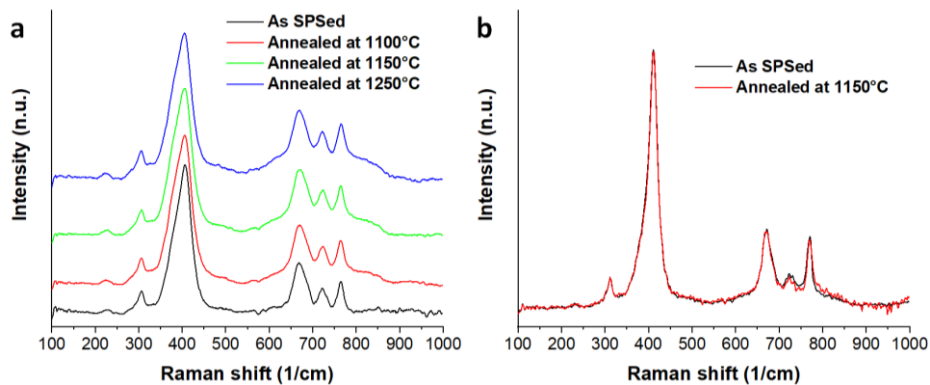 a
As SPSed
Annealed at 1100°C
Annealed at 1150°C
Annealed at 1250°C
Intensity (n.u.)
100 200 300 400 500 600 700 800 900 1000
Raman shift (1/cm)
b
As SPSed
Annealed at 1150°C
Intensity (n.u.)
100 200 300 400 500 600 700 800 900 1000
Raman shift (1/cm)